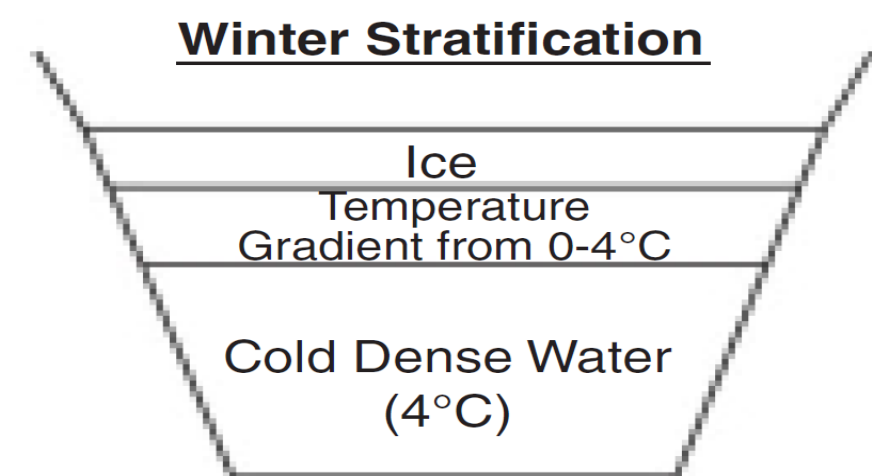 Winter Stratification
Ice
Temperature
Gradient from 0-4°C
Cold Dense Water
(4°C)